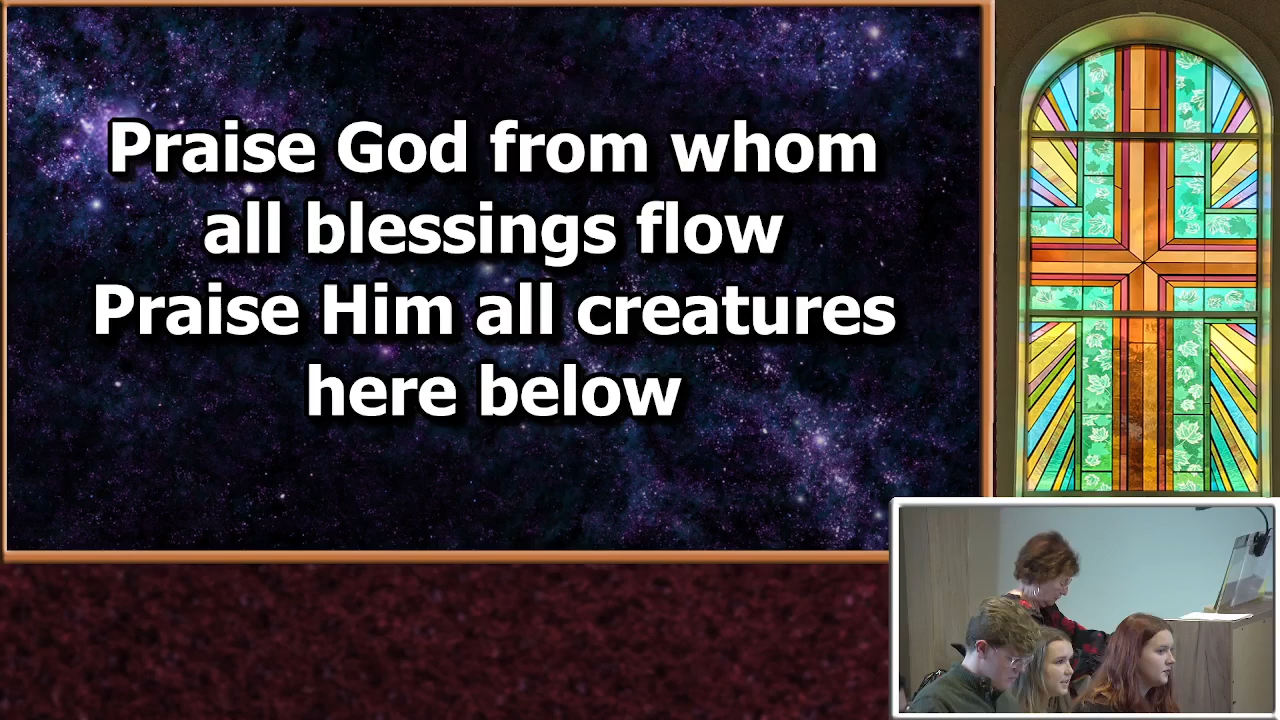 Praise God from whom
all blessings flow
Praise Him all creatures
here below